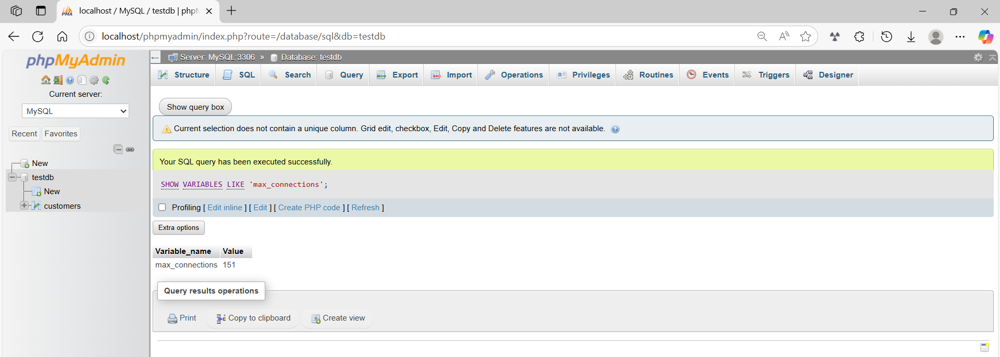 PMA localhost / MySQL / testdb | phpM
localhost/phpmyadmin/index.php?route=/database/sql&db=testdb
phpMyAdmin
Current server:
MySQL
Recent Favorites
New
testdb
New
customers
Server: MySQL:3306 » Database: testdb
Structure SQL Search Query Export Import Operations Privileges Routines Events Triggers Designer
Show query box
Current selection does not contain a unique column. Grid edit, checkbox, Edit, Copy and Delete features are not available.
Your SQL query has been executed successfully.
SHOW VARIABLES LIKE 'max_connections';
Profiling [ Edit inline ] [ Edit ] [ Create PHP code ] [ Refresh ]
Extra options
Variable_name Value
max_connections 151
Query results operations
Print Copy to clipboard Create view